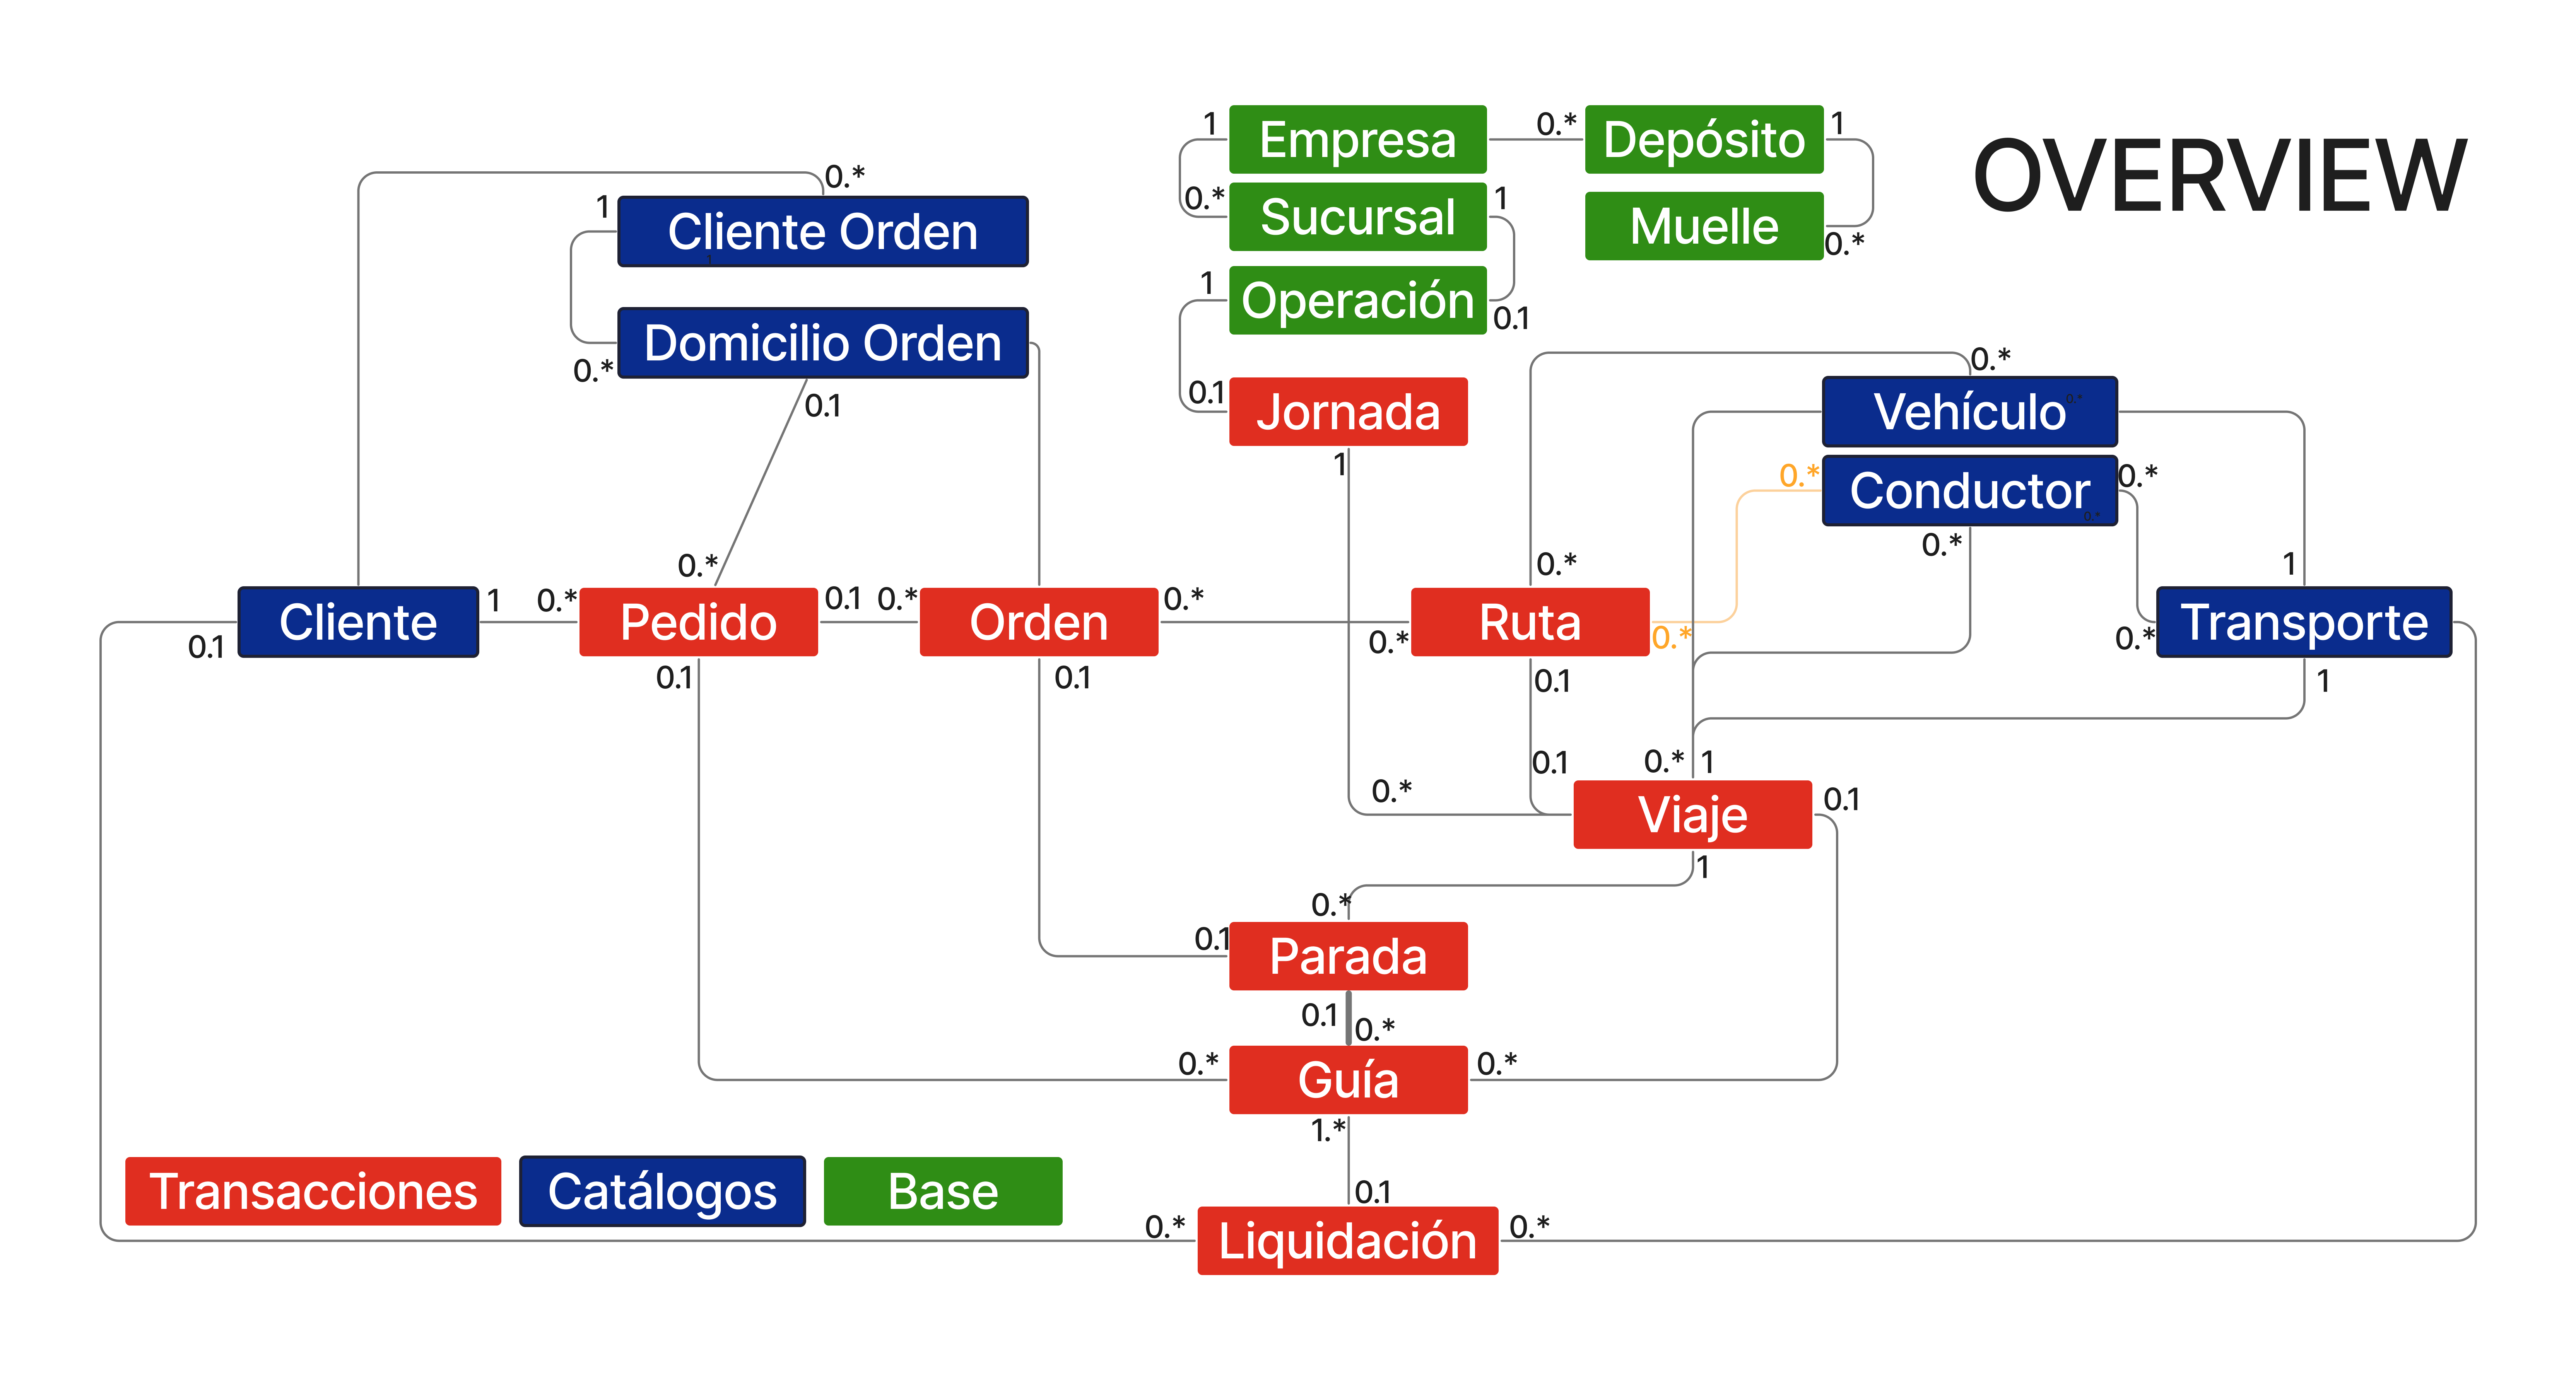 OVERVIEW
1 Empresa 0.* Depósito 1
0.* Sucursal 1 Muelle 0.*
1 Operación 0.1
0.1 Jornada
1
0.*
1 Cliente Orden
1
0.* Domicilio Orden
0.1
0.*
Vehículo 0.*
0.* Conductor 0.*
0.*
0.*
0.* 0.* 1
Cliente 1 0.* Pedido 0.1 0.* Orden 0.* 0.* Ruta 0.* 0.* Transporte
0.1 0.1 0.1 0.1 1
0.1 0.* 1
0.* Viaje 0.1
1
0.*
0.1 Parada
0.1 0.*
0.* Guía 0.*
1.*
0.1
Transacciones Catálogos Base
0.* Liquidación 0.*